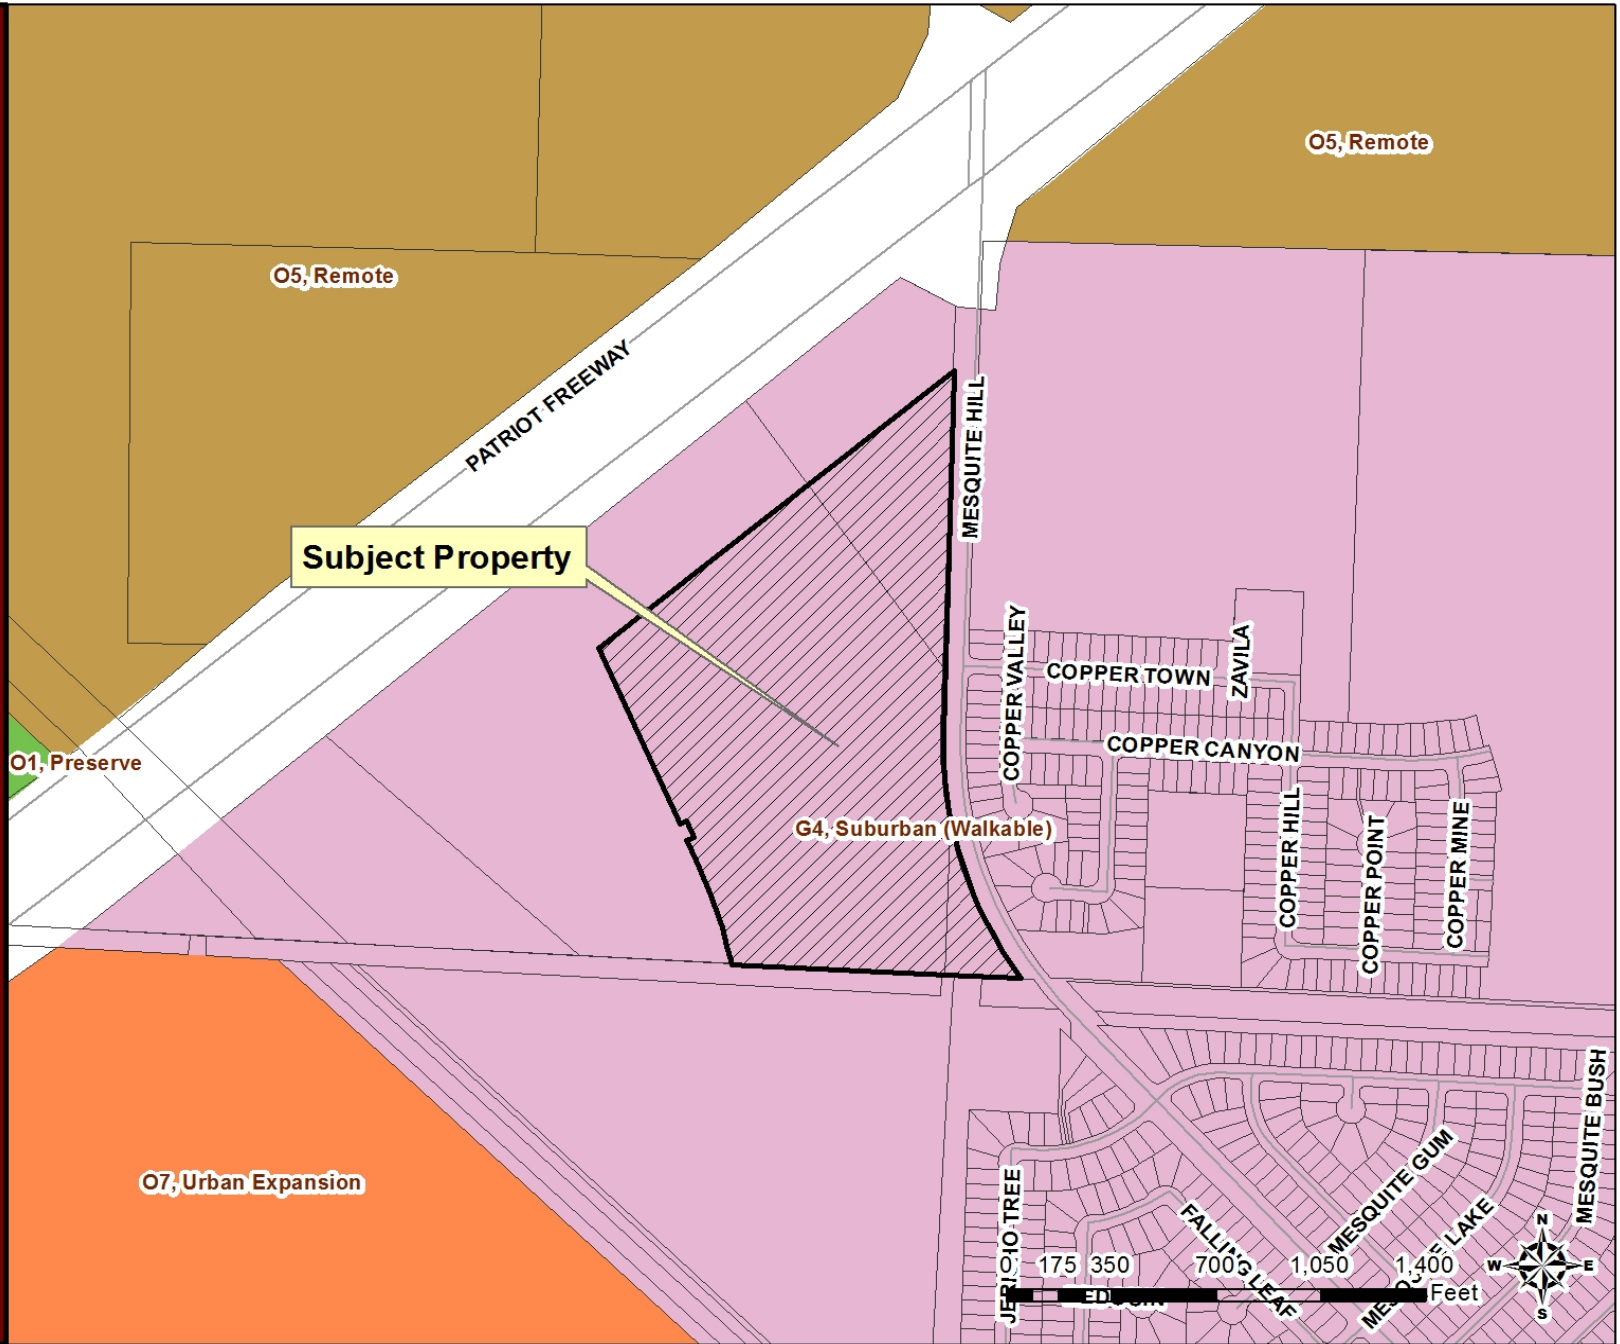 O5, Remote
O5, Remote
PATRIOT FREEWAY
MESQUITE HILL
Subject Property
COPPER VALLEY
COPPER TOWN
ZAVILA
COPPER CANYON
O1, Preserve
G4, Suburban (Walkable)
COPPER HILL
COPPER POINT
COPPER MINE
MESQUITE BUSH
O7, Urban Expansion
MESQUITE GUM
JERICHO TREE
FALLING LEAF
LAKE
N
W E
S
0 175 350 700 1,050 1,400
Feet